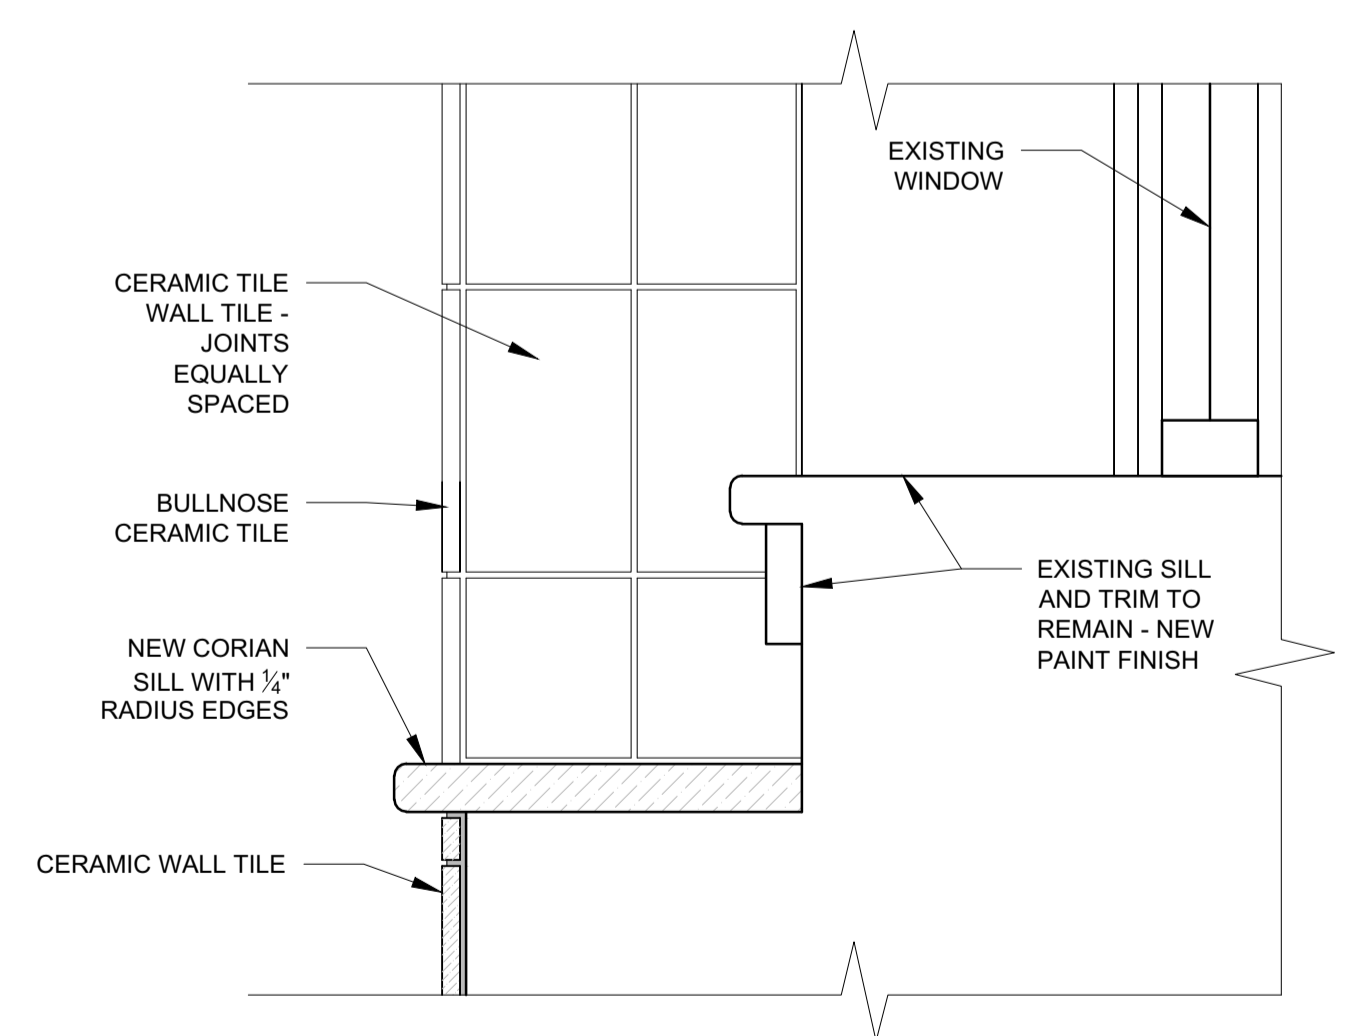 EXISTING
WINDOW
CERAMIC TILE
WALL TILE -
JOINTS
EQUALLY
SPACED
BULLNOSE
CERAMIC TILE
EXISTING SILL
AND TRIM TO
REMAIN - NEW
PAINT FINISH
NEW CORIAN
SILL WITH ¼"
RADIUS EDGES
CERAMIC WALL TILE